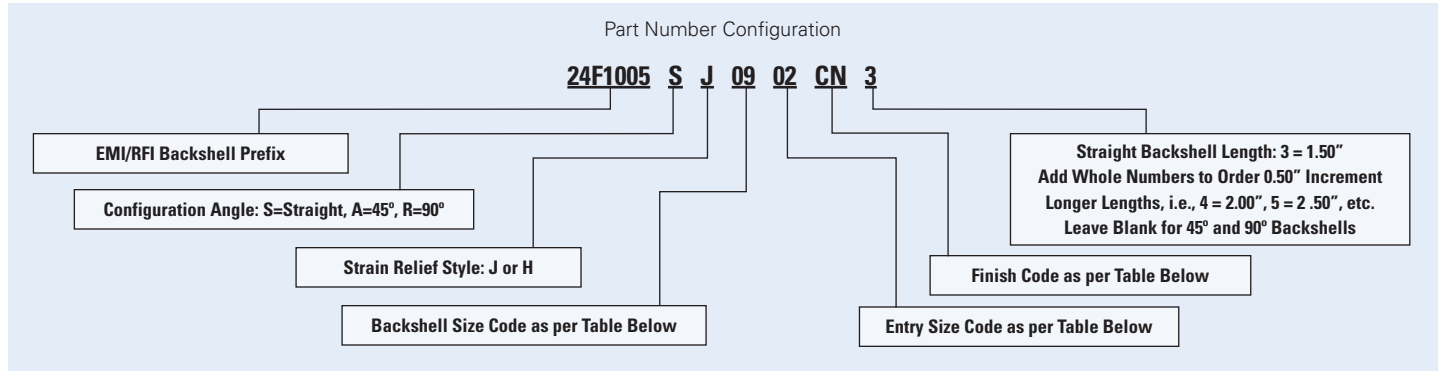 Part Number Configuration
24F1005 S J 09 02 CN 3
EMI/RFI Backshell Prefix
Configuration Angle: S=Straight, A=45º, R=90º
Strain Relief Style: J or H
Backshell Size Code as per Table Below
Straight Backshell Length: 3 = 1.50”
Add Whole Numbers to Order 0.50” Increment
Longer Lengths, i.e., 4 = 2.00”, 5 = 2 .50”, etc.
Leave Blank for 45º and 90º Backshells
Finish Code as per Table Below
Entry Size Code as per Table Below